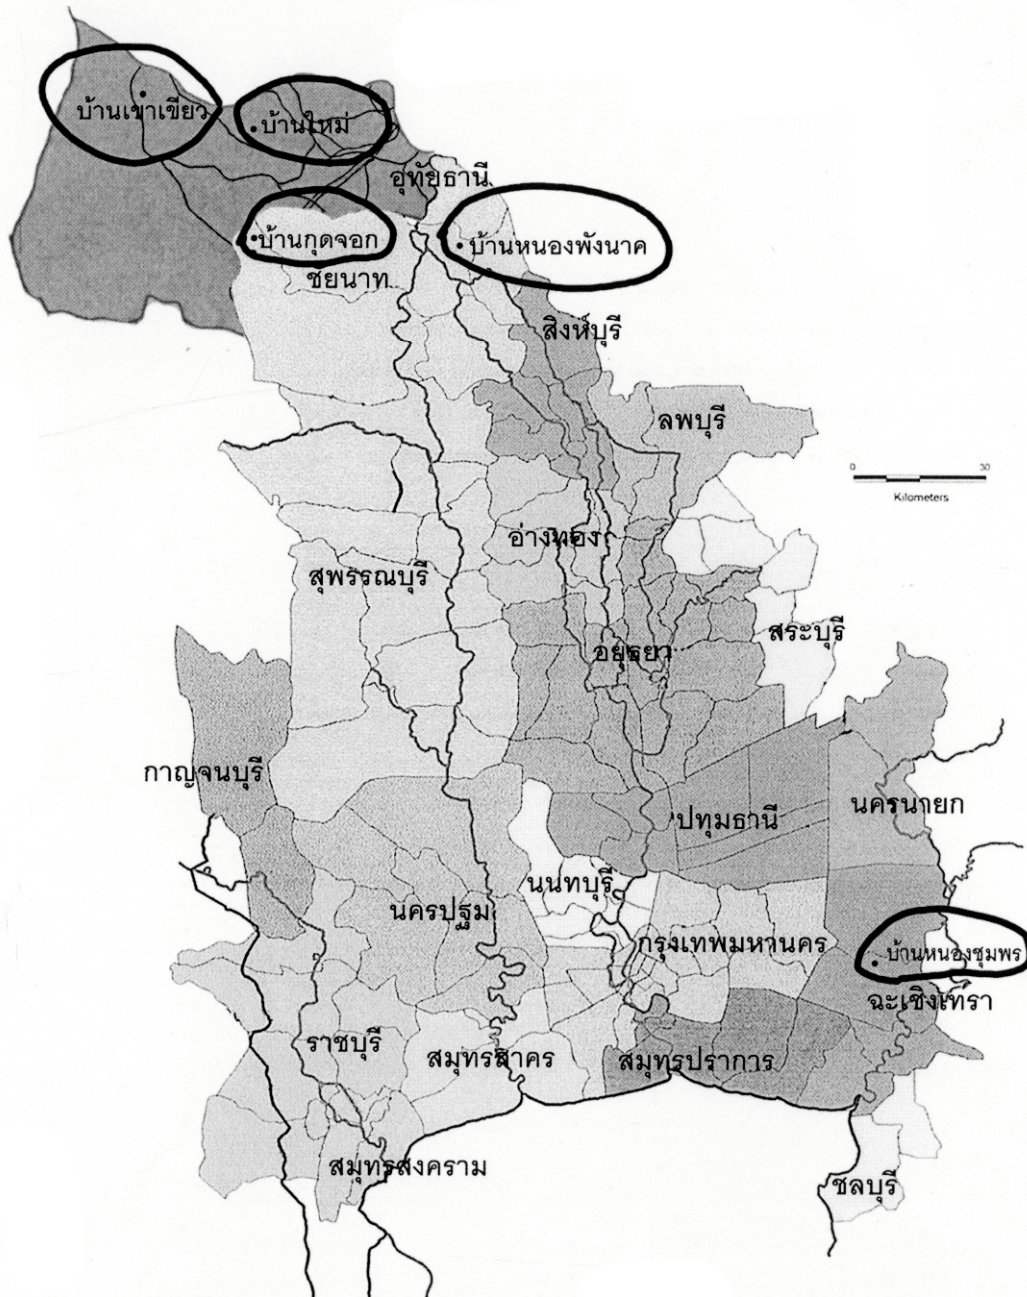 บ้านเขาเขียว
บ้านใหม่
อุทัยธานี
บ้านกุดจอก
บ้านหนองพังนาค
ชยนาท
สิงห์บุรี
ลพบุรี
0 30
Kilometers
อ่างทอง
สุพรรณบุรี
สระบุรี
อยุธยา
กาญจนบุรี
นครนายก
ปทุมธานี
นนทบุรี
นครปฐม
กรุงเทพมหานคร
บ้านหนองชุมพร
ฉะเชิงเทรา
ราชบุรี
สมุทรสาคร
สมุทรปราการ
สมุทรสงคราม
ชลบุรี